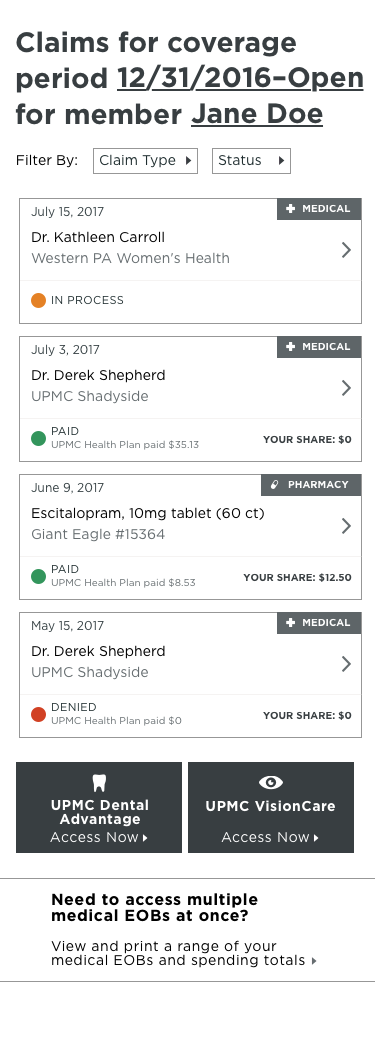 Claims for coverage
period 12/31/2016–Open
for member Jane Doe
Filter By: Claim Type Status
July 15, 2017 MEDICAL
Dr. Kathleen Carroll
Western PA Women's Health
IN PROCESS
July 3, 2017 MEDICAL
Dr. Derek Shepherd
UPMC Shadyside
PAID
UPMC Health Plan paid $35.13 YOUR SHARE: $0
June 9, 2017 PHARMACY
Escitalopram, 10mg tablet (60 ct)
Giant Eagle #15364
PAID
UPMC Health Plan paid $8.53 YOUR SHARE: $12.50
May 15, 2017 MEDICAL
Dr. Derek Shepherd
UPMC Shadyside
DENIED
UPMC Health Plan paid $0 YOUR SHARE: $0
UPMC Dental
Advantage
Access Now
UPMC VisionCare
Access Now
Need to access multiple
medical EOBs at once?
View and print a range of your
medical EOBs and spending totals